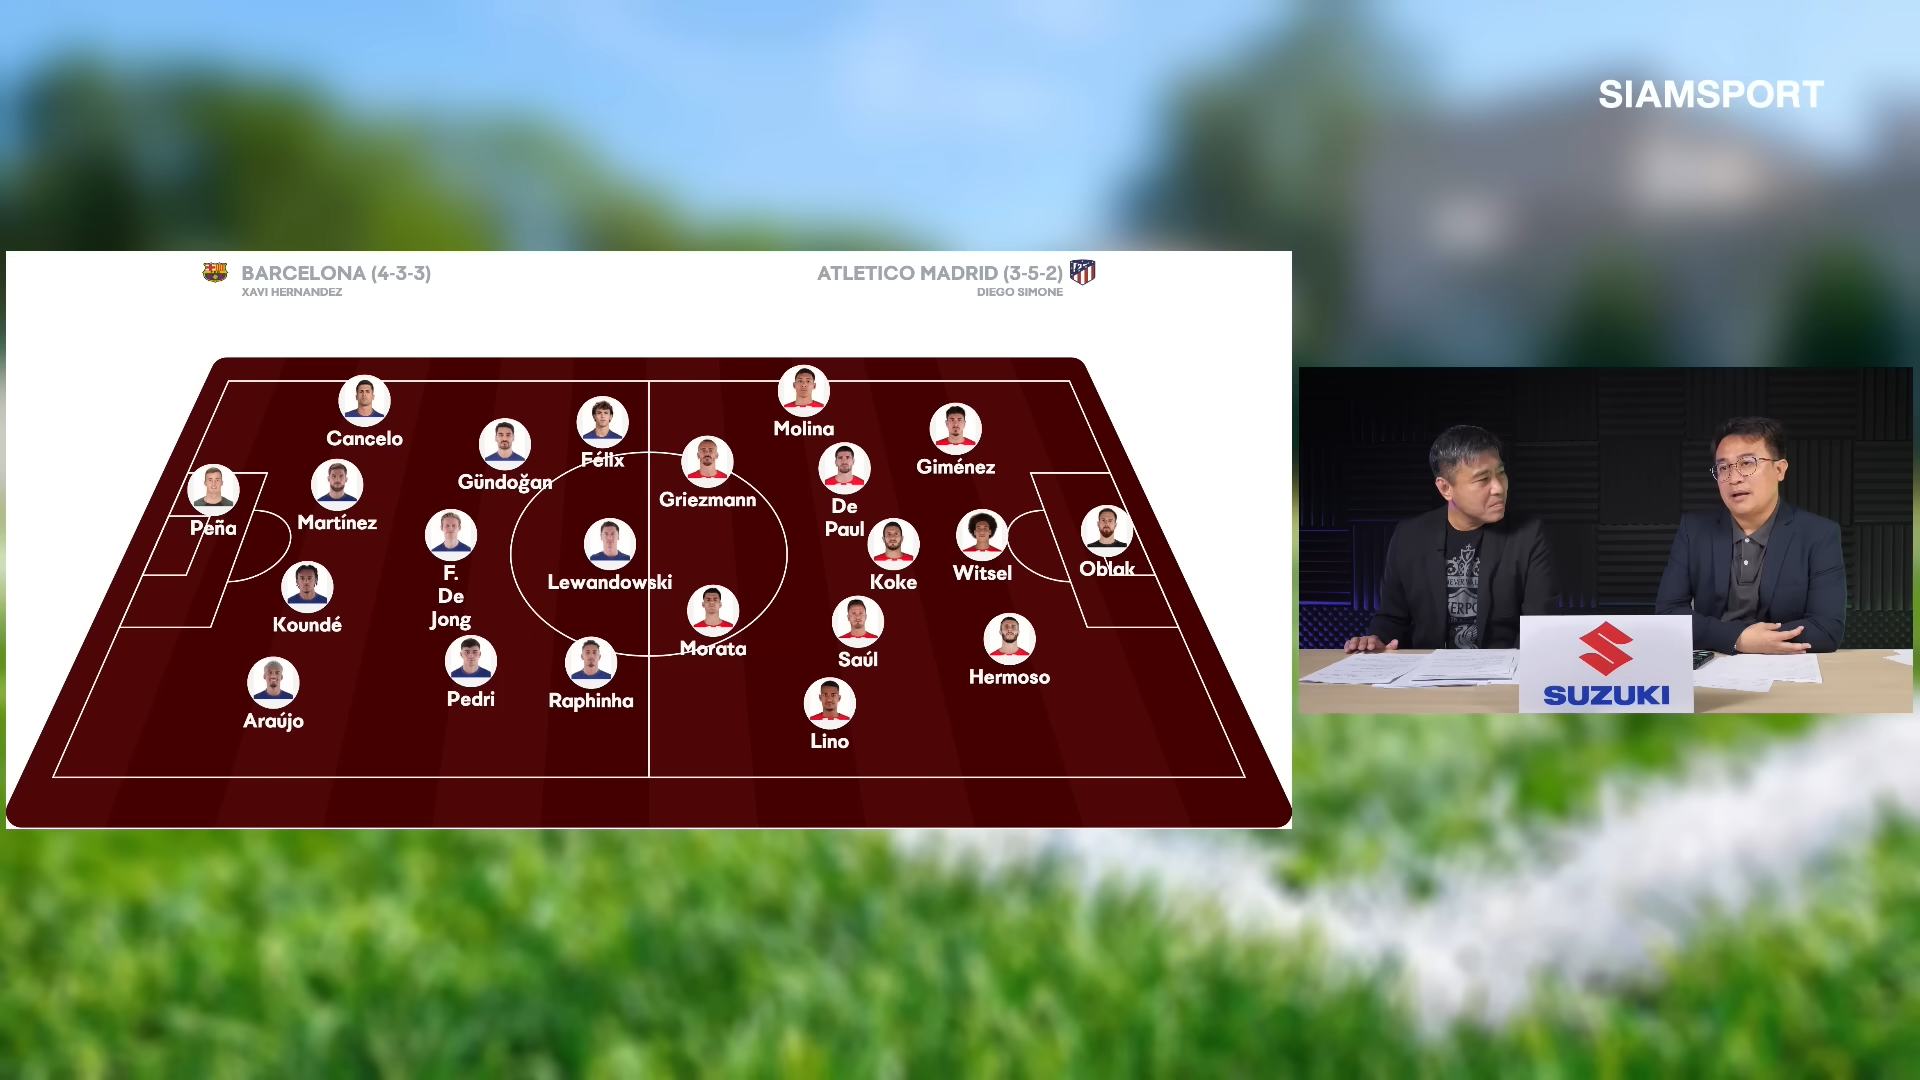 SIAMSPORT
BARCELONA (4-3-3)
XAVI HERNANDEZ
ATLETICO MADRID (3-5-2)
DIEGO SIMONE
Cancelo
Molina
Félix
Giménez
Gündoğan
Griezmann
Martínez
Peña
De
Paul
Oblak
Witsel
Koke
Lewandowski
F.
De
Jong
Koundé
Morata
Saúl
Hermoso
Pedri
Raphinha
Araújo
Lino
SUZUKI